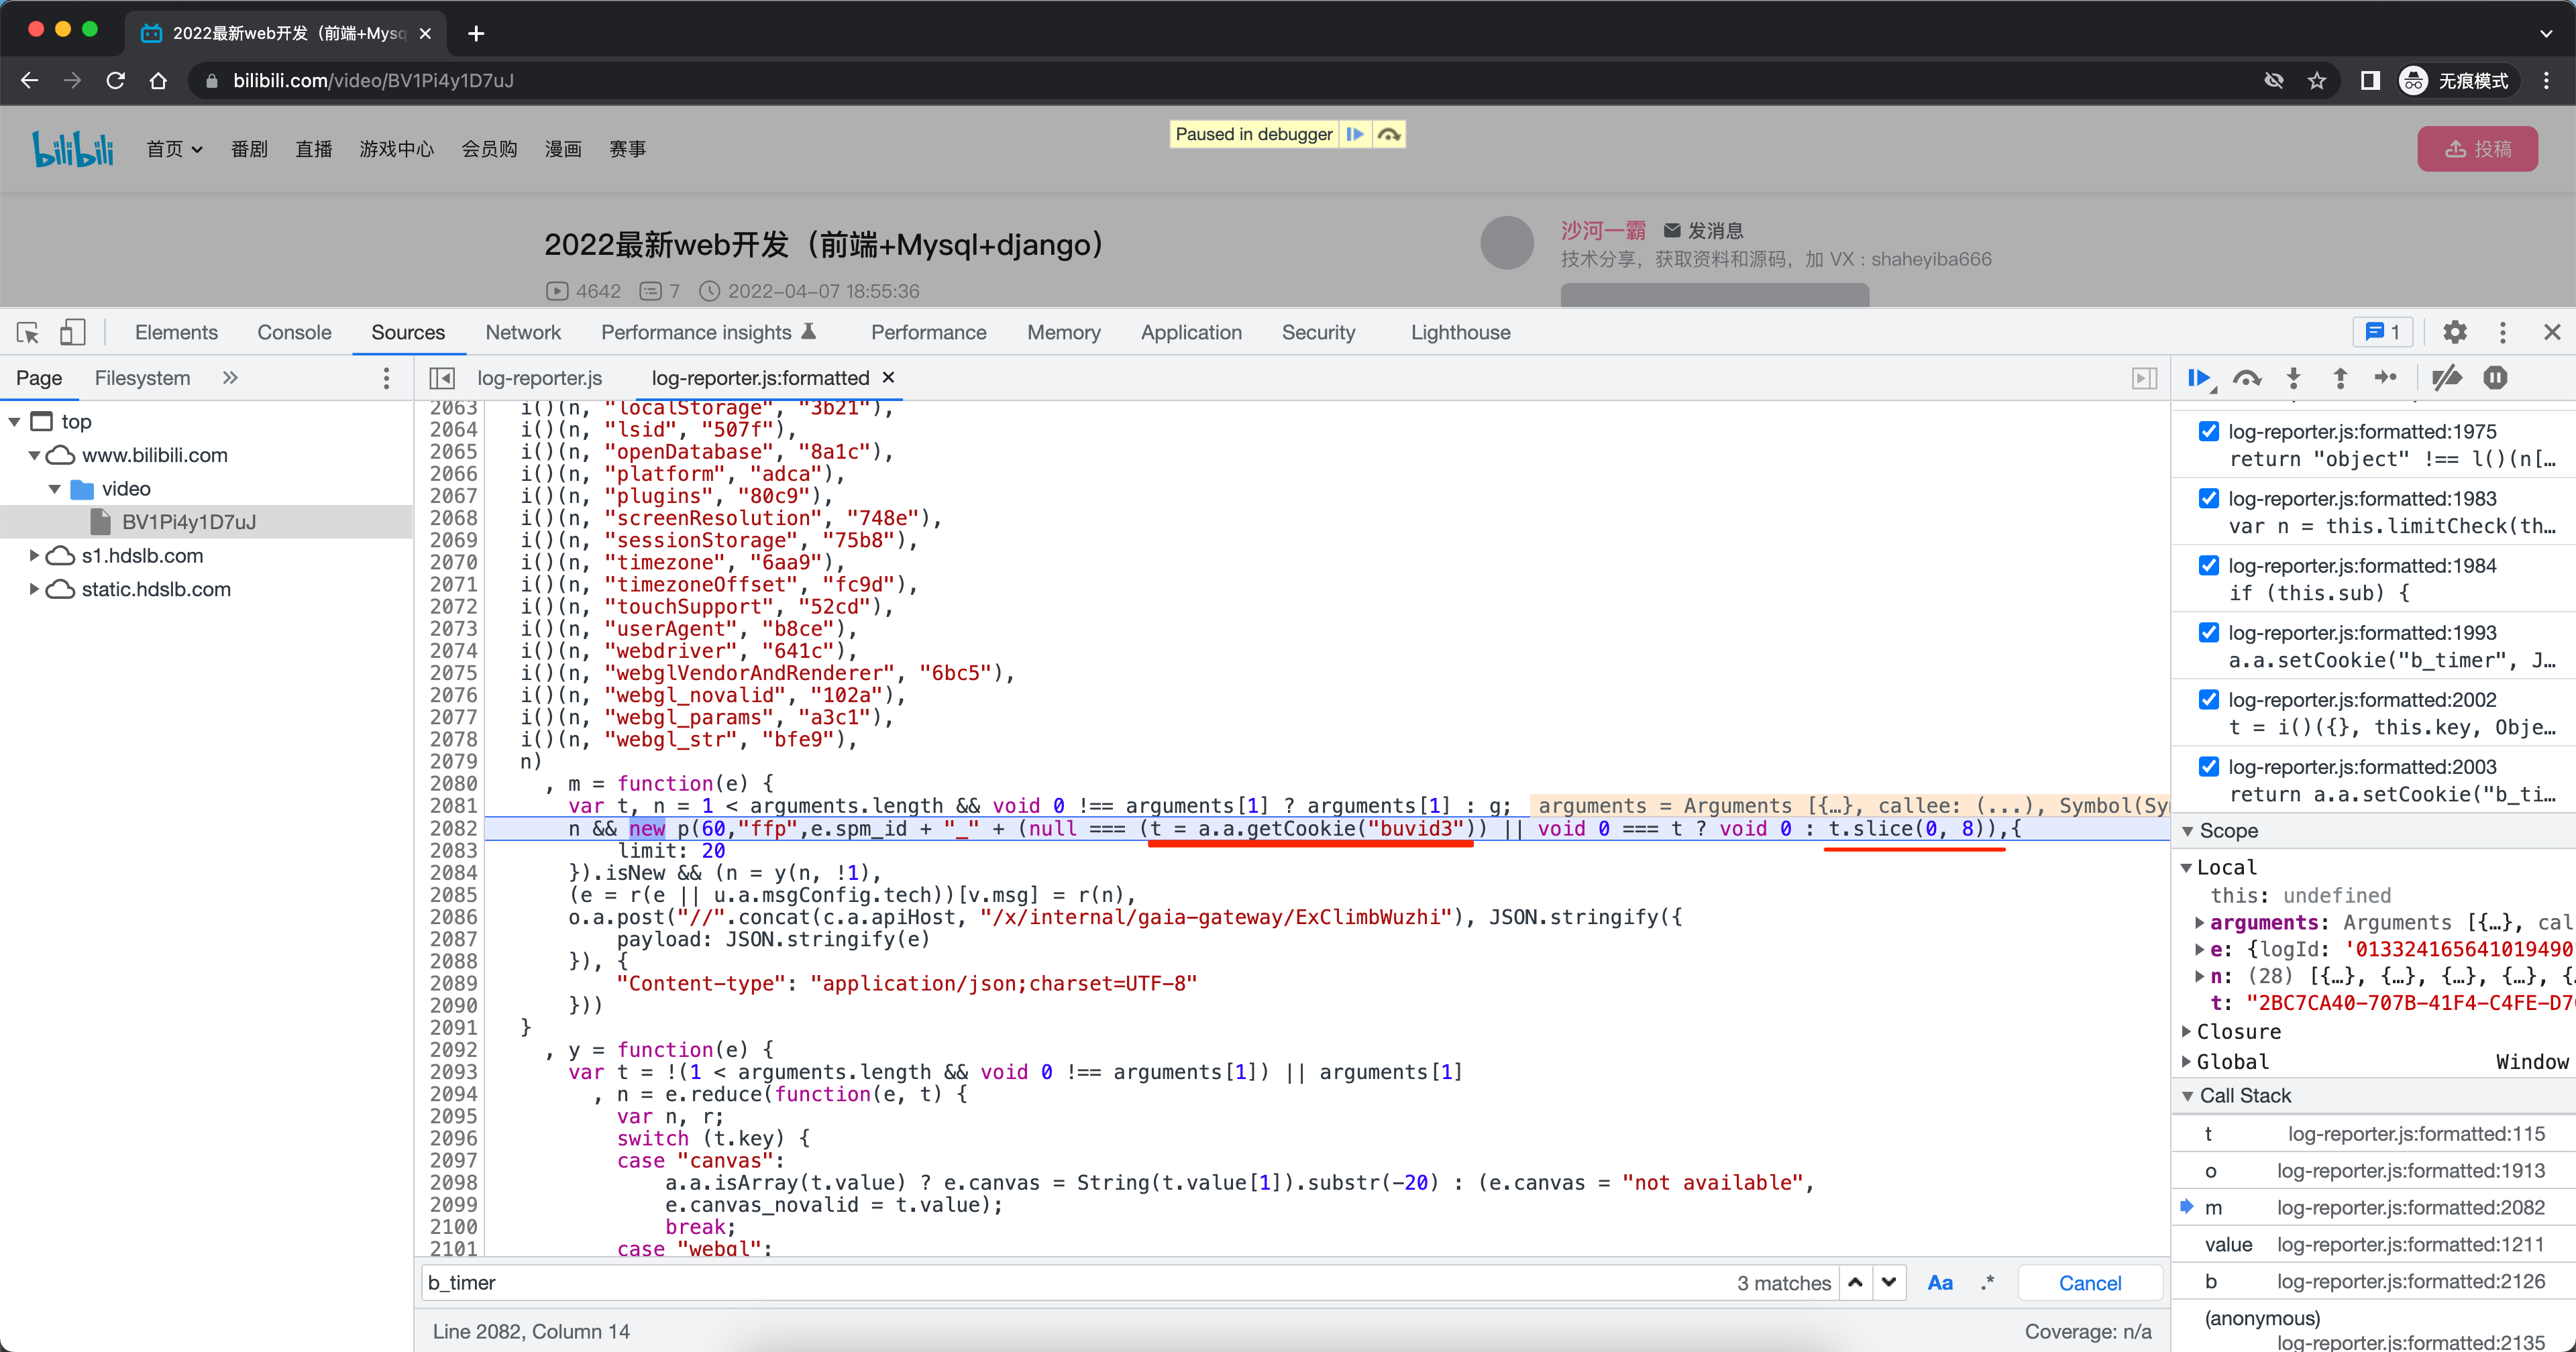 2022最新web开发（前端+Mysq
bilibili.com/video/BV1Pi4y1D7uJ
无痕模式
bilibili
首页
番剧
直播
游戏中心
会员购
漫画
赛事
Paused in debugger
投稿
2022最新web开发（前端+Mysql+django）
4642 7 2022-04-07 18:55:36
沙河一霸 发消息
技术分享，获取资料和源码，加 VX：shaheyiba666
Elements Console Sources Network Performance insights Performance Memory Application Security Lighthouse
1
Page Filesystem
top
www.bilibili.com
video
BV1Pi4y1D7uJ
s1.hdslb.com
static.hdslb.com
log-reporter.js log-reporter.js:formatted
2063 i()(n, "localStorage", "3b21"),
2064 i()(n, "lsid", "507f"),
2065 i()(n, "openDatabase", "8a1c"),
2066 i()(n, "platform", "adca"),
2067 i()(n, "plugins", "80c9"),
2068 i()(n, "screenResolution", "748e"),
2069 i()(n, "sessionStorage", "75b8"),
2070 i()(n, "timezone", "6aa9"),
2071 i()(n, "timezoneOffset", "fc9d"),
2072 i()(n, "touchSupport", "52cd"),
2073 i()(n, "userAgent", "b8ce"),
2074 i()(n, "webdriver", "641c"),
2075 i()(n, "webglVendorAndRenderer", "6bc5"),
2076 i()(n, "webgl_novalid", "102a"),
2077 i()(n, "webgl_params", "a3c1"),
2078 i()(n, "webgl_str", "bfe9"),
2079 n)
2080 , m = function(e) {
2081 var t, n = 1 < arguments.length && void 0 !== arguments[1] ? arguments[1] : g; arguments = Arguments [{…}, callee: (...), Symbol(Sy
2082 n && new p(60,"ffp",e.spm_id + "_" + (null === (t = a.a.getCookie("buvid3")) || void 0 === t ? void 0 : t.slice(0, 8)),{
2083 limit: 20
2084 }).isNew && (n = y(n, !1),
2085 (e = r(e || u.a.msgConfig.tech))[v.msg] = r(n),
2086 o.a.post("//".concat(c.a.apiHost, "/x/internal/gaia-gateway/ExClimbWuzhi"), JSON.stringify({
2087 payload: JSON.stringify(e)
2088 }), {
2089 "Content-type": "application/json;charset=UTF-8"
2090 }))
2091 }
2092 , y = function(e) {
2093 var t = !(1 < arguments.length && void 0 !== arguments[1]) || arguments[1]
2094 , n = e.reduce(function(e, t) {
2095 var n, r;
2096 switch (t.key) {
2097 case "canvas":
2098 a.a.isArray(t.value) ? e.canvas = String(t.value[1]).substr(-20) : (e.canvas = "not available",
2099 e.canvas_novalid = t.value);
2100 break;
2101 case "webgl":
b_timer
3 matches
Aa
.*
Cancel
Line 2082, Column 14
Coverage: n/a
log-reporter.js:formatted:1975
return "object" !== l()(n[…
log-reporter.js:formatted:1983
var n = this.limitCheck(th…
log-reporter.js:formatted:1984
if (this.sub) {
log-reporter.js:formatted:1993
a.a.setCookie("b_timer", J…
log-reporter.js:formatted:2002
t = i()({}, this.key, Obje…
log-reporter.js:formatted:2003
return a.a.setCookie("b_ti…
Scope
Local
this: undefined
arguments: Arguments [{…}, cal
e: {logId: '013324165641019490
n: (28) [{…}, {…}, {…}, {…}, {
t: "2BC7CA40-707B-41F4-C4FE-D7
Closure
Global Window
Call Stack
t log-reporter.js:formatted:115
o log-reporter.js:formatted:1913
m log-reporter.js:formatted:2082
value log-reporter.js:formatted:1211
b log-reporter.js:formatted:2126
(anonymous)
log-reporter.js:formatted:2135